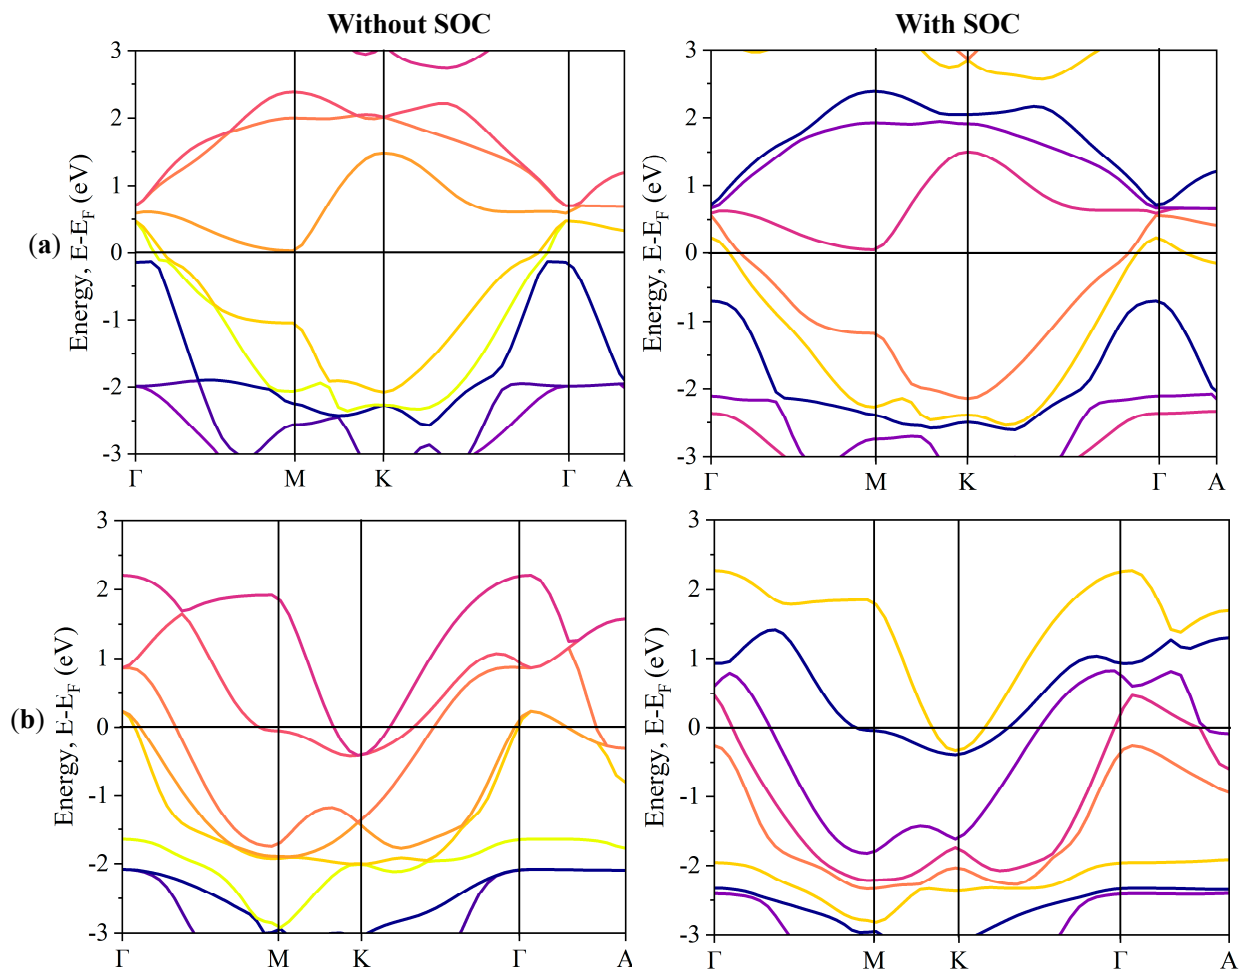 Without SOC
With SOC
(a)
Energy, E-E_F (eV)
3
2
1
0
-1
-2
-3
Γ M K Γ A
Energy, E-E_F (eV)
3
2
1
0
-1
-2
-3
Γ M K Γ A
(b)
Energy, E-E_F (eV)
3
2
1
0
-1
-2
-3
Γ M K Γ A
Energy, E-E_F (eV)
3
2
1
0
-1
-2
-3
Γ M K Γ A